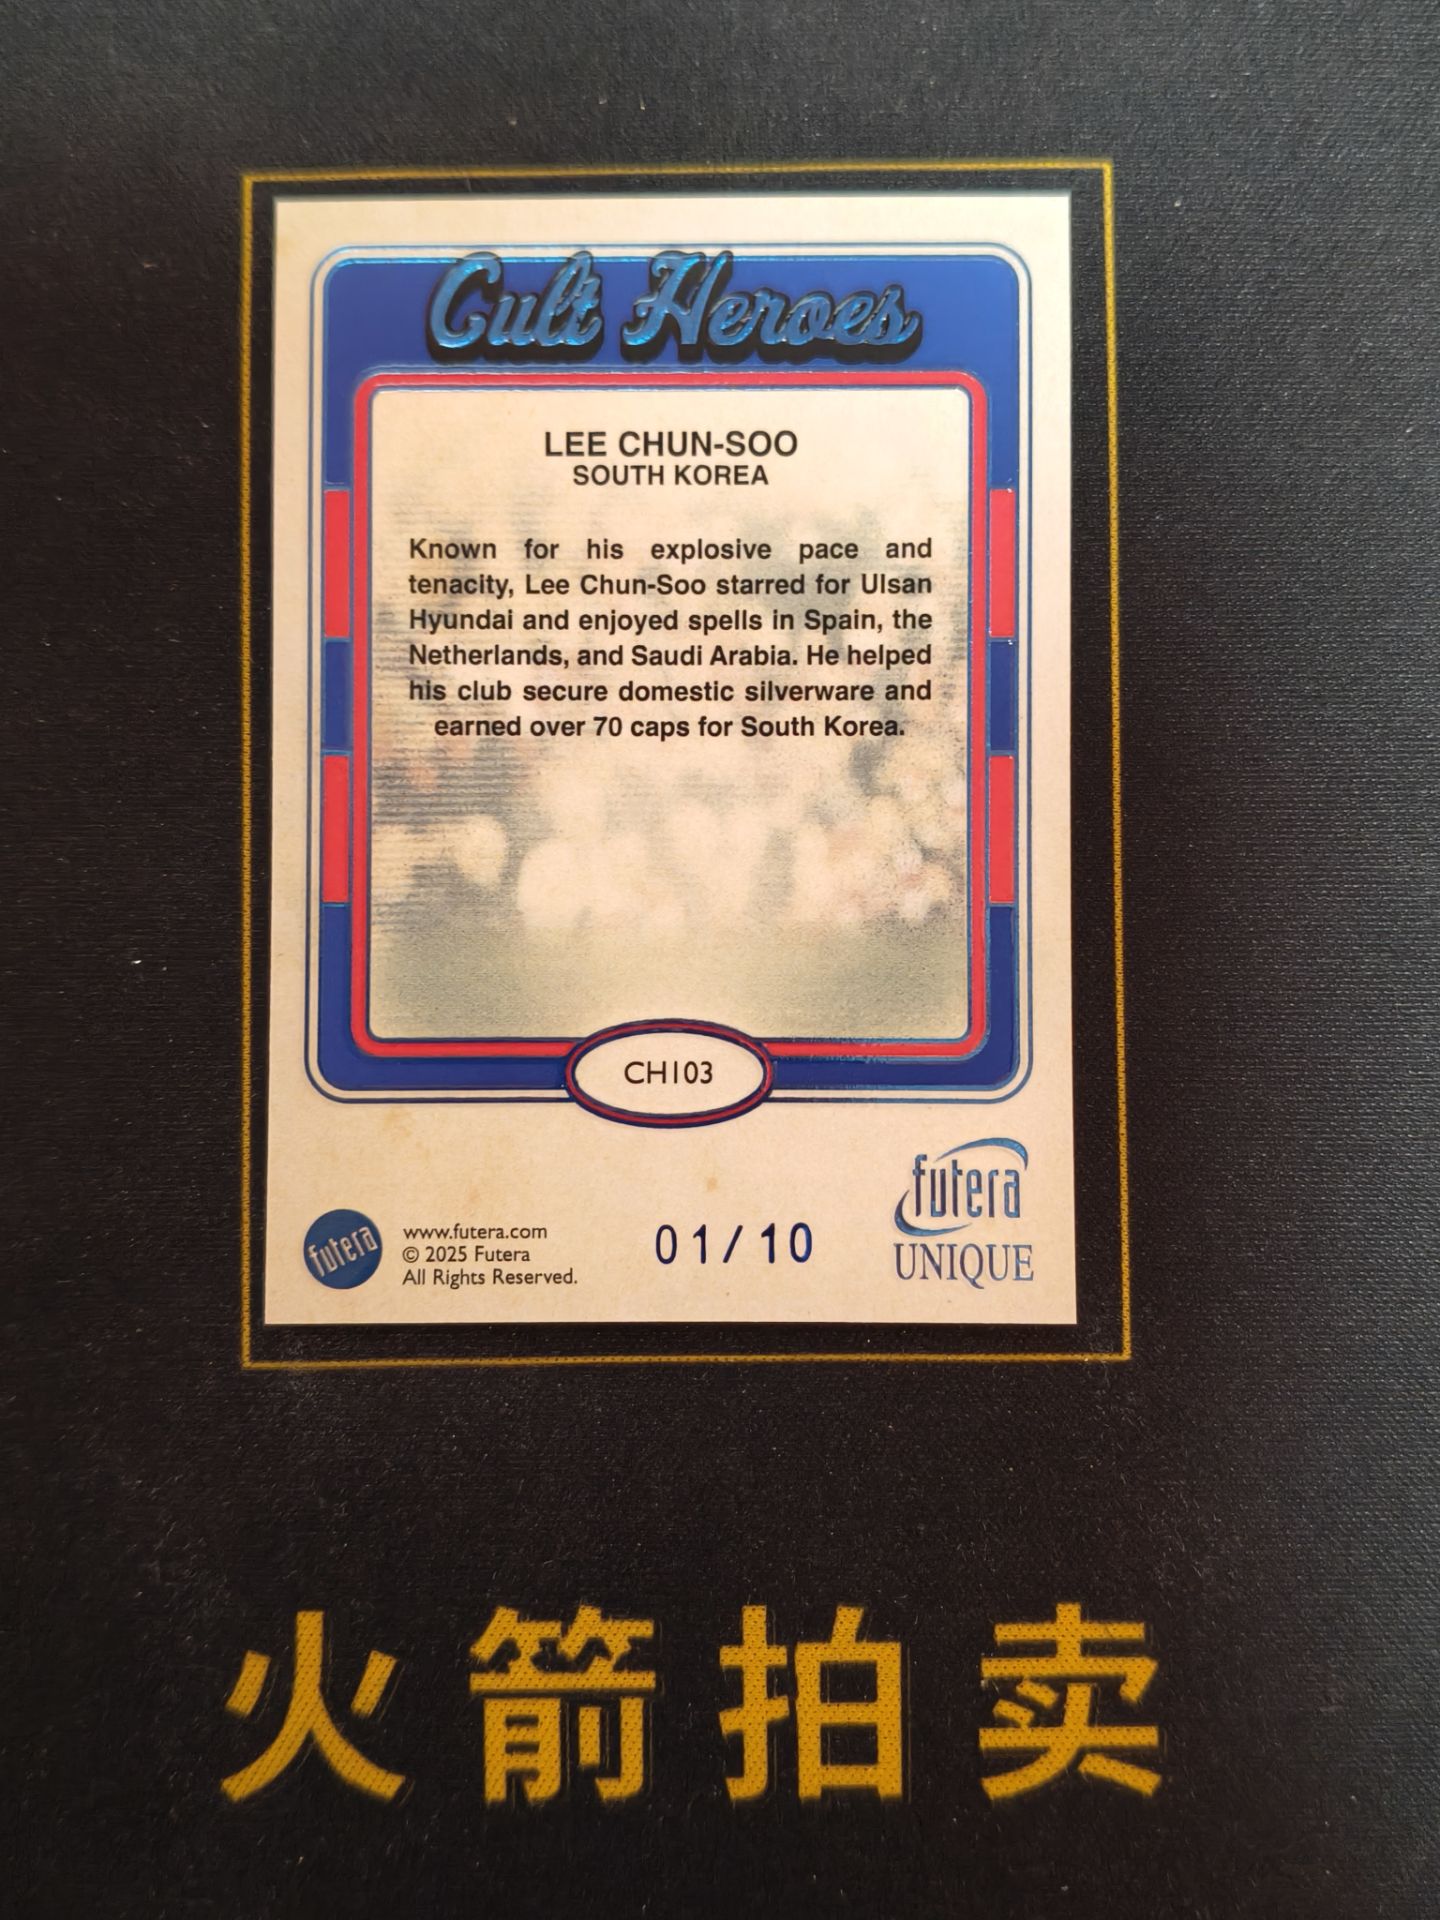 Cult Heroes
LEE CHUN-SOO
SOUTH KOREA
Known for his explosive pace and
tenacity, Lee Chun-Soo starred for Ulsan
Hyundai and enjoyed spells in Spain, the
Netherlands, and Saudi Arabia. He helped
his club secure domestic silverware and
earned over 70 caps for South Korea.
CH103
futera
www.futera.com
© 2025 Futera
All Rights Reserved.
01/10
futera
UNIQUE
火箭拍卖